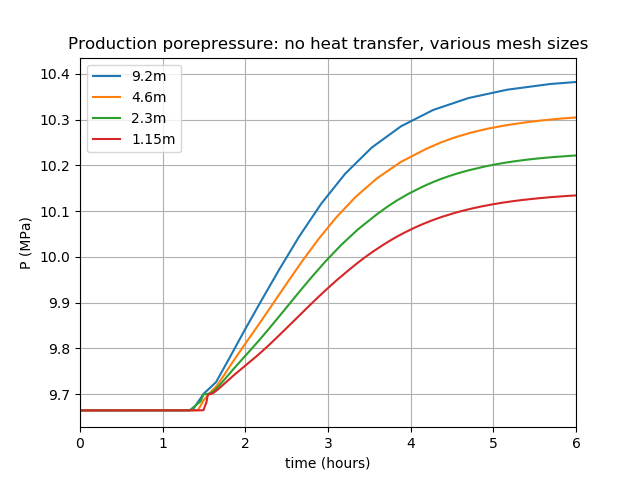 Production porepressure: no heat transfer, various mesh sizes
9.2m
4.6m
2.3m
1.15m
P (MPa)
10.4
10.3
10.2
10.1
10.0
9.9
9.8
9.7
0 1 2 3 4 5 6
time (hours)